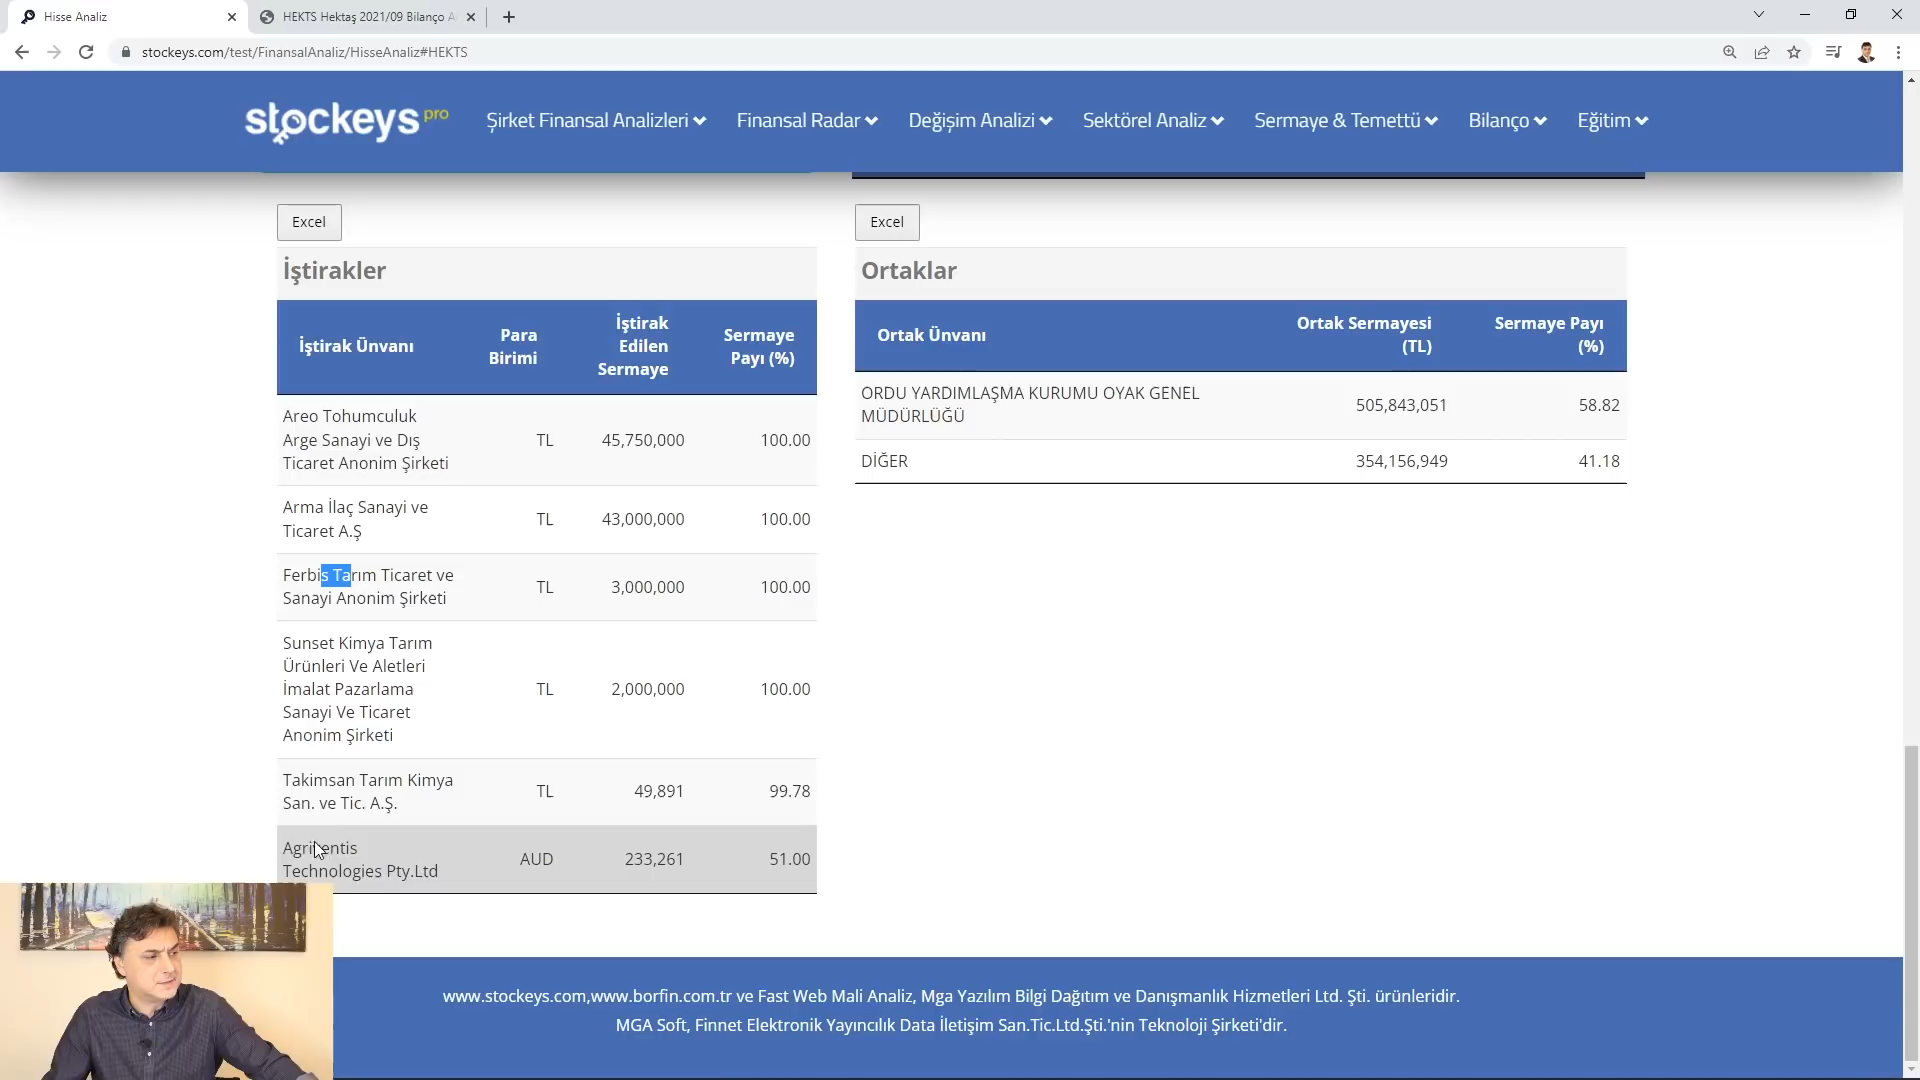 Hisse Analiz
HEKTS Hektaş 2021/09 Bilanço A
stockeys.com/test/FinansalAnaliz/HisseAnaliz#HEKTS
stockeys pro
Şirket Finansal Analizleri
Finansal Radar
Değişim Analizi
Sektörel Analiz
Sermaye & Temettü
Bilanço
Eğitim
Excel
İştirakler
İştirak Ünvanı
Para
Birimi
İştirak
Edilen
Sermaye
Sermaye
Payı (%)
Areo Tohumculuk
Arge Sanayi ve Dış
Ticaret Anonim Şirketi
TL
45,750,000
100.00
Arma İlaç Sanayi ve
Ticaret A.Ş
TL
43,000,000
100.00
Ferbis Tarım Ticaret ve
Sanayi Anonim Şirketi
TL
3,000,000
100.00
Sunset Kimya Tarım
Ürünleri Ve Aletleri
İmalat Pazarlama
Sanayi Ve Ticaret
Anonim Şirketi
TL
2,000,000
100.00
Takimsan Tarım Kimya
San. ve Tic. A.Ş.
TL
49,891
99.78
Technologies Pty.Ltd
AUD
233,261
51.00
Excel
Ortaklar
Ortak Ünvanı
Ortak Sermayesi
(TL)
Sermaye Payı
(%)
ORDU YARDIMLAŞMA KURUMU OYAK GENEL
MÜDÜRLÜĞÜ
505,843,051
58.82
DİĞER
354,156,949
41.18
www.stockeys.com,www.borfin.com.tr ve Fast Web Mali Analiz, Mga Yazılım Bilgi Dağıtım ve Danışmanlık Hizmetleri Ltd. Şti. ürünleridir.
MGA Soft, Finnet Elektronik Yayıncılık Data İletişim San.Tic.Ltd.Şti.'nin Teknoloji Şirketi'dir.